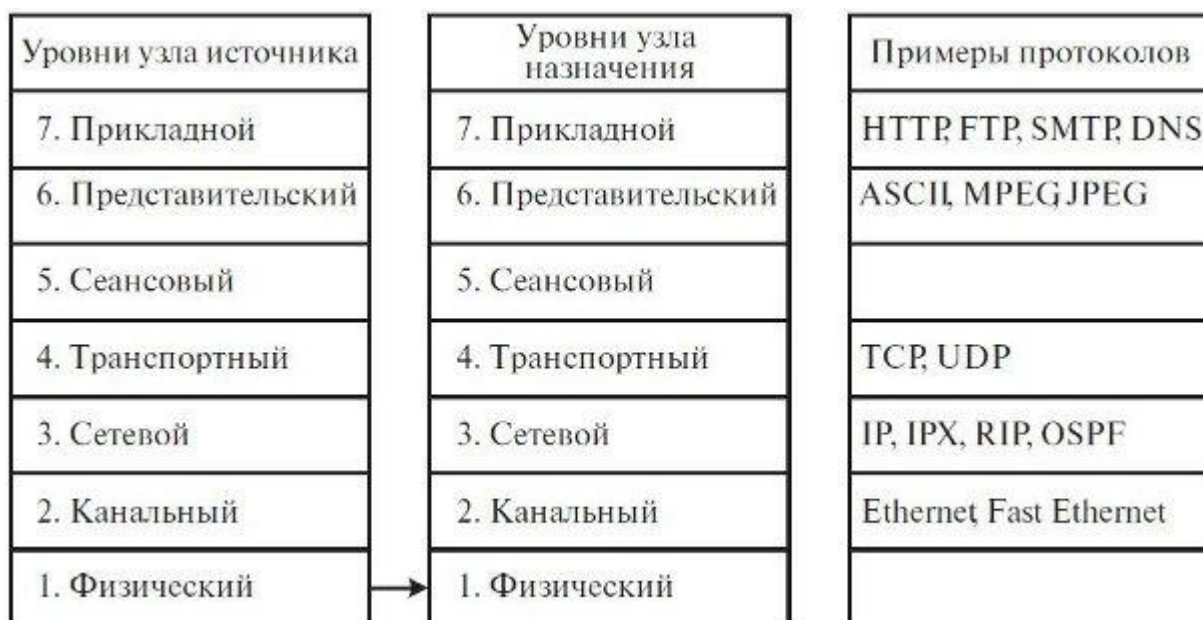 Уровни узла источника
7. Прикладной
6. Представительский
5. Сеансовый
4. Транспортный
3. Сетевой
2. Канальный
1. Физический
Уровни узла
назначения
7. Прикладной
6. Представительский
5. Сеансовый
4. Транспортный
3. Сетевой
2. Канальный
1. Физический
Примеры протоколов
HTTP, FTP, SMTP, DNS
ASCII, MPEG, JPEG
TCP, UDP
IP, IPX, RIP, OSPF
Ethernet, Fast Ethernet